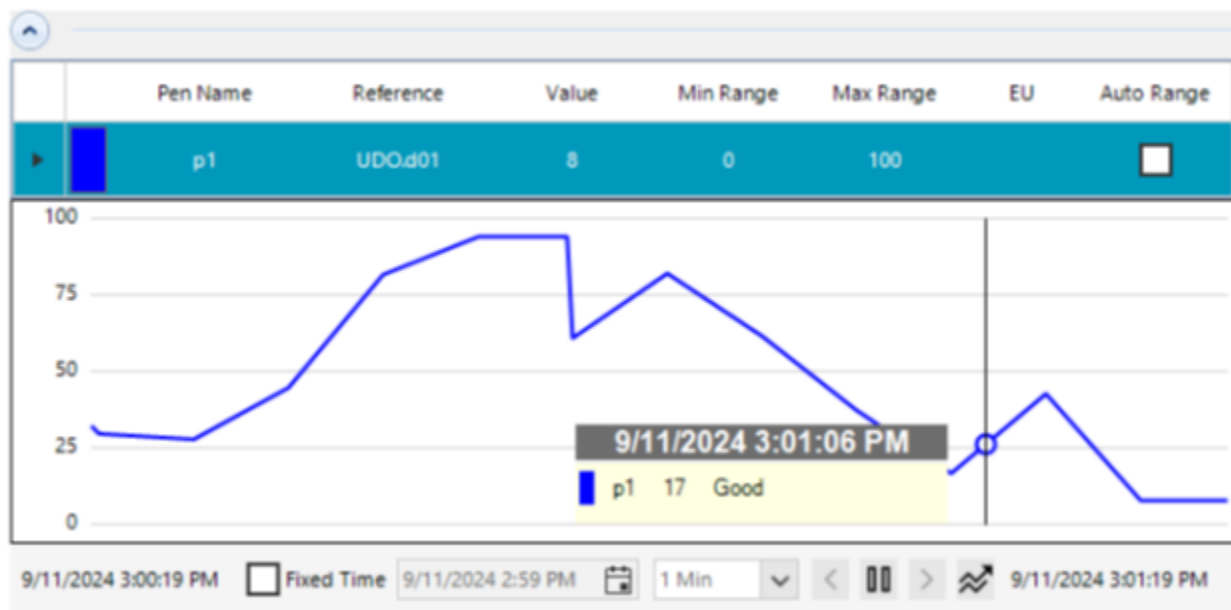 Pen Name Reference Value Min Range Max Range EU Auto Range
p1 UDO.d01 8 0 100
100
75
50
25
0
9/11/2024 3:01:06 PM
p1 17 Good
9/11/2024 3:00:19 PM Fixed Time 9/11/2024 2:59 PM 1 Min 9/11/2024 3:01:19 PM